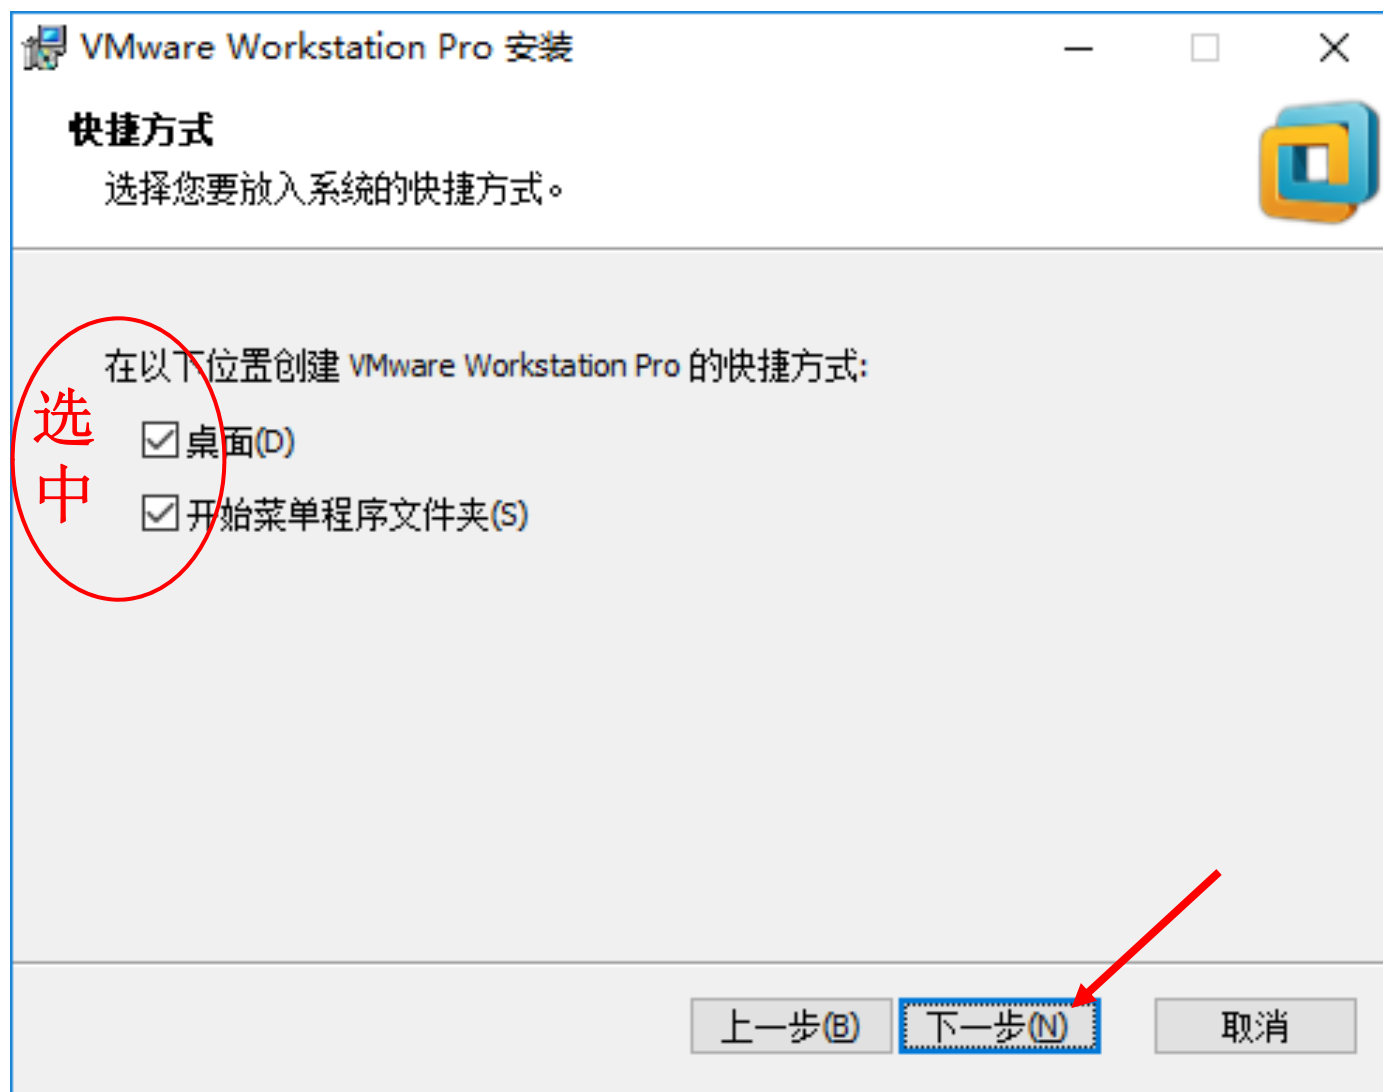 VMware Workstation Pro 安装
快捷方式
选择您要放入系统的快捷方式。
在以下位置创建 VMware Workstation Pro 的快捷方式:
选中
桌面(D)
开始菜单程序文件夹(S)
上一步(B)
下一步(N)
取消